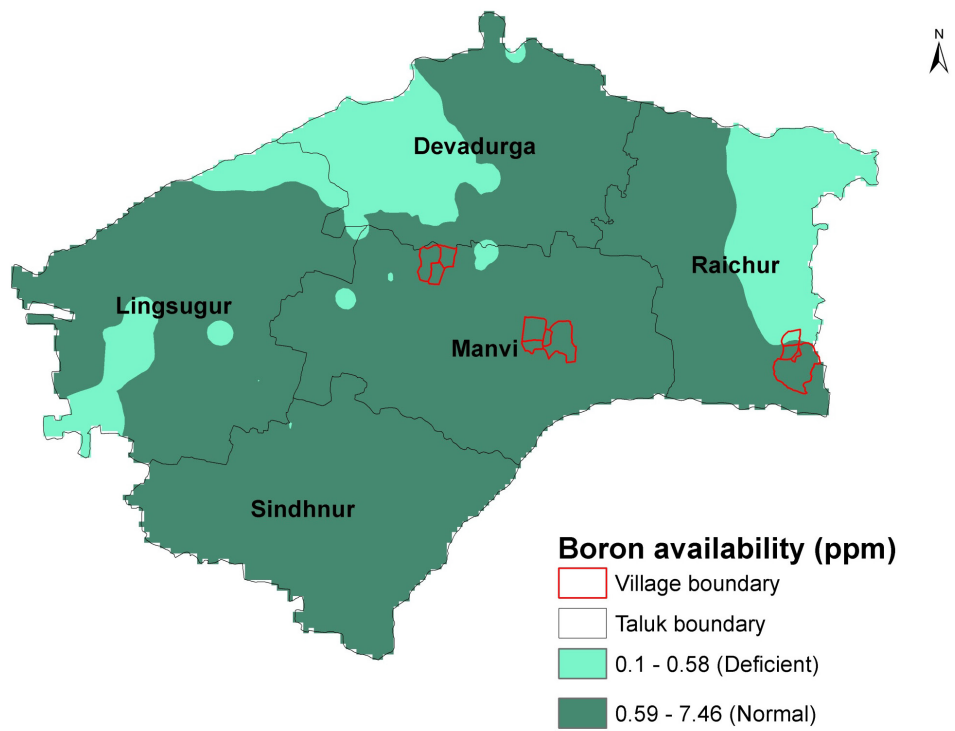 N
Devadurga
Raichur
Lingsugur
Manvi
Sindhnur
Boron availability (ppm)
Village boundary
Taluk boundary
0.1 - 0.58 (Deficient)
0.59 - 7.46 (Normal)